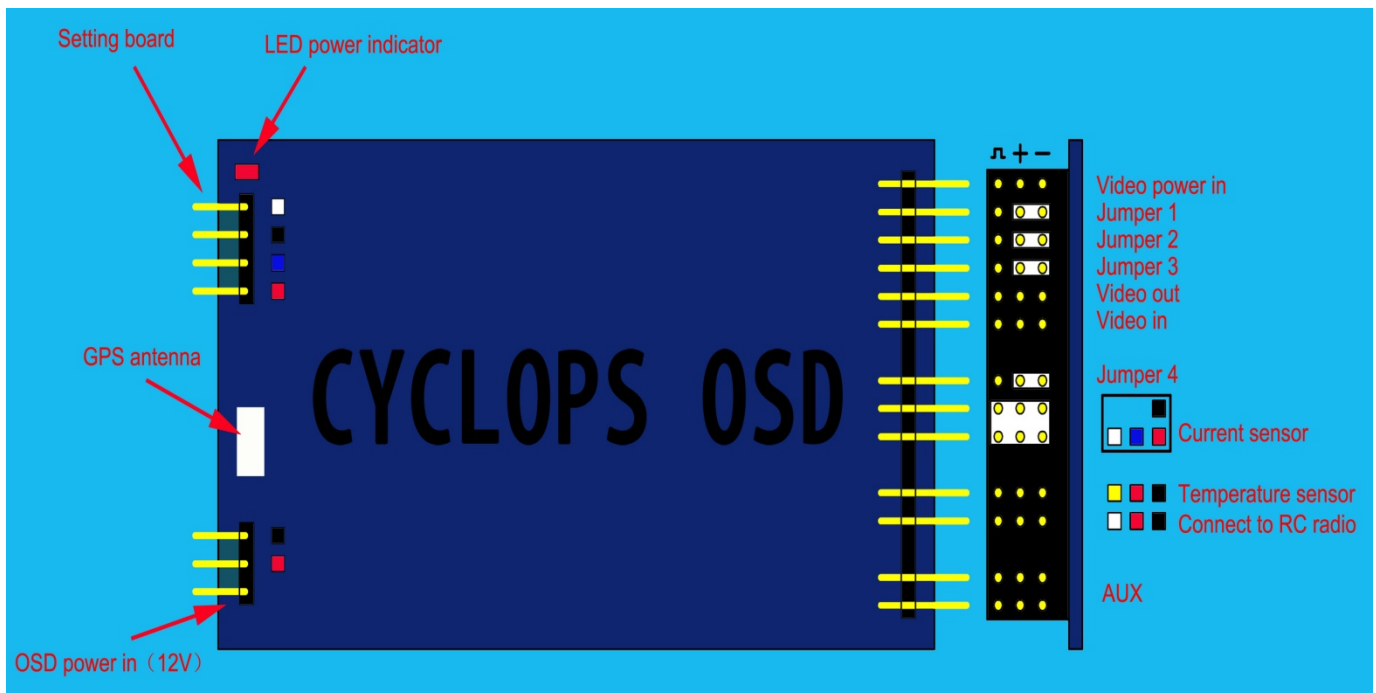 Setting board
LED power indicator
+ −
Video power in
Jumper 1
Jumper 2
Jumper 3
Video out
Video in
GPS antenna
CYCLOPS OSD
Jumper 4
Current sensor
Temperature sensor
Connect to RC radio
AUX
OSD power in（12V）